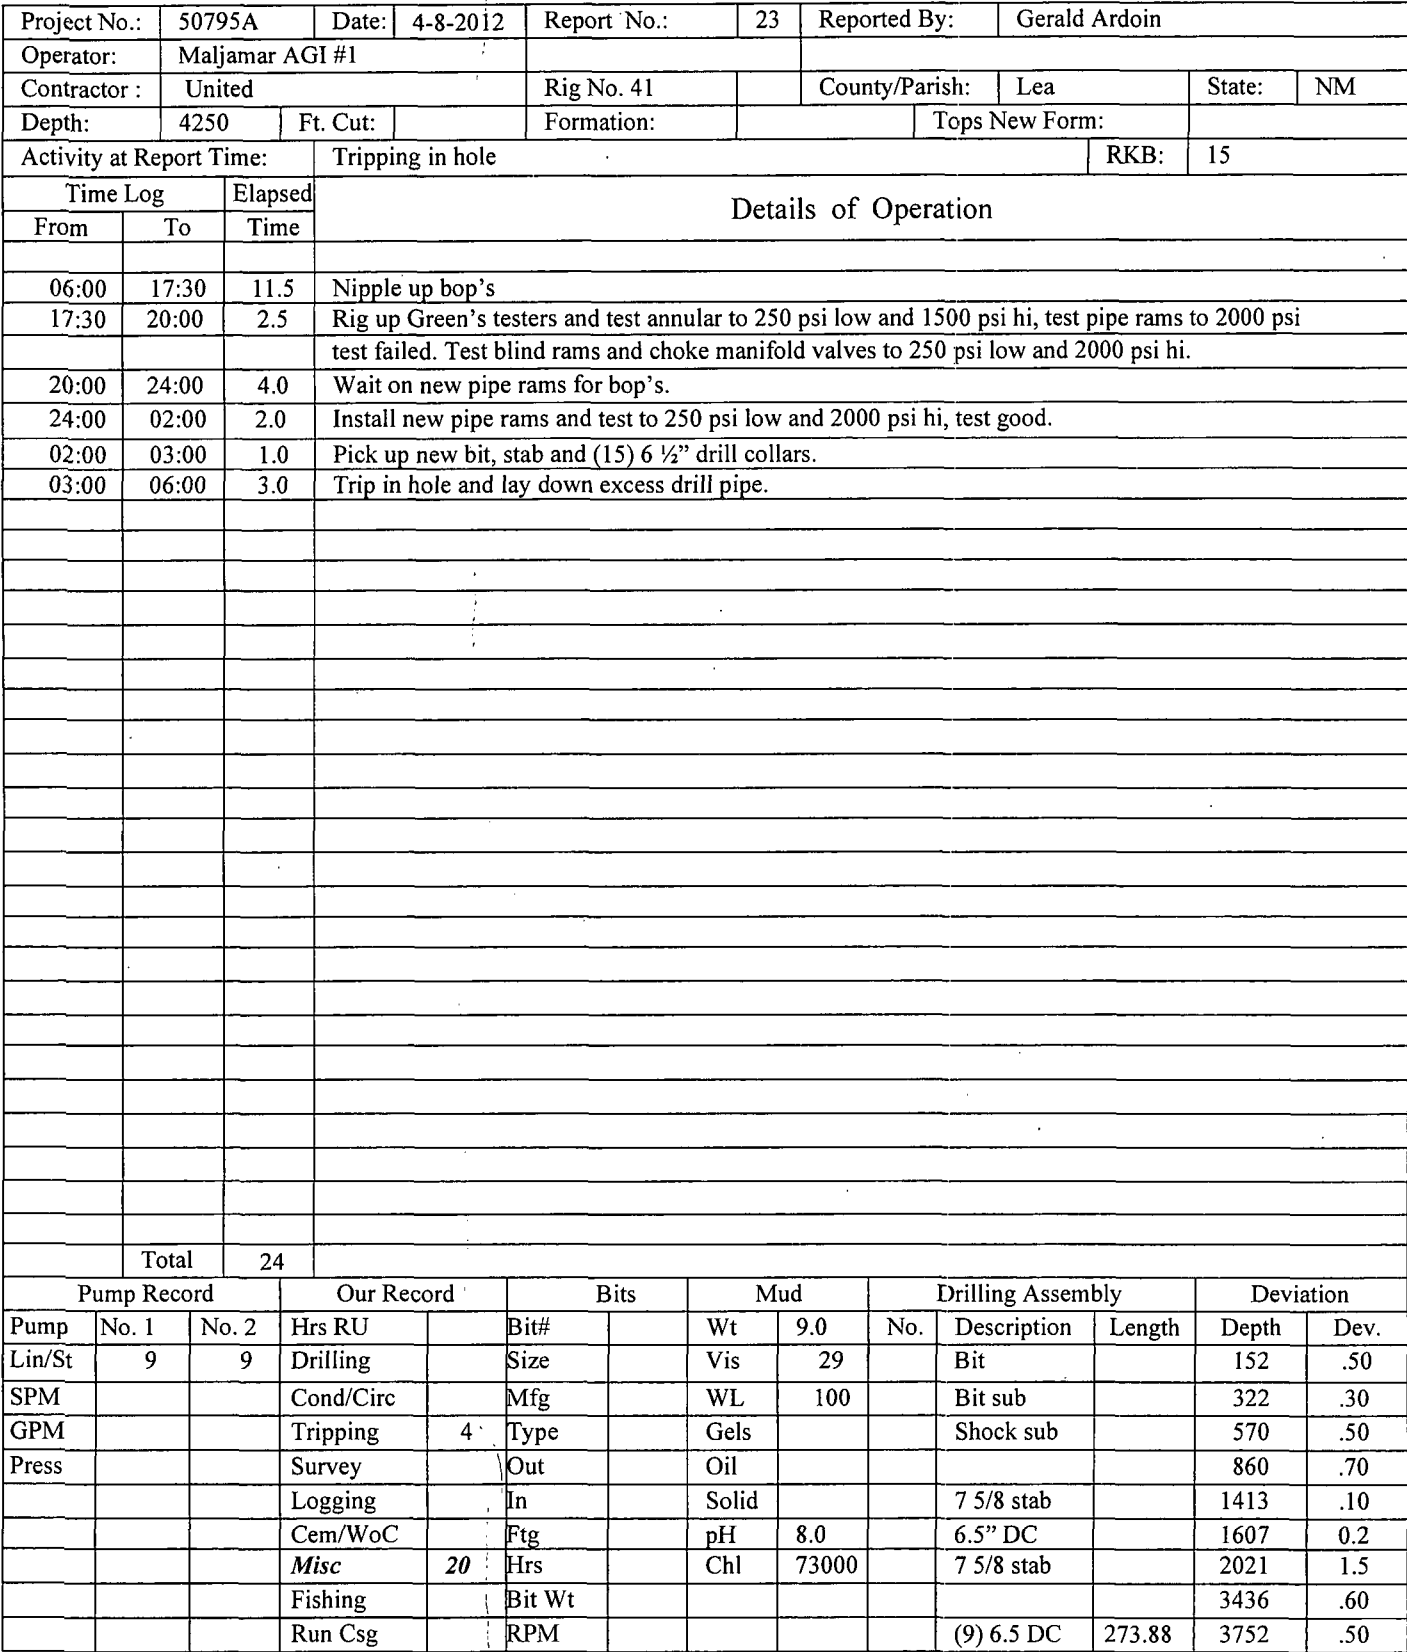 Project No.: 50795A Date: 4-8-2012 Report No.: 23 Reported By: Gerald Ardoin
Operator: Maljamar AGI #1
Contractor : United Rig No. 41 County/Parish: Lea State: NM
Depth: 4250 Ft. Cut: Formation: Tops New Form:
Activity at Report Time: Tripping in hole RKB: 15
Time Log Elapsed Details of Operation
From To Time
06:00 17:30 11.5 Nipple up bop's
17:30 20:00 2.5 Rig up Green's testers and test annular to 250 psi low and 1500 psi hi, test pipe rams to 2000 psi
test failed. Test blind rams and choke manifold valves to 250 psi low and 2000 psi hi.
20:00 24:00 4.0 Wait on new pipe rams for bop's.
24:00 02:00 2.0 Install new pipe rams and test to 250 psi low and 2000 psi hi, test good.
02:00 03:00 1.0 Pick up new bit, stab and (15) 6 ½” drill collars.
03:00 06:00 3.0 Trip in hole and lay down excess drill pipe.
Total 24
Pump Record Our Record Bits Mud Drilling Assembly Deviation
Pump No. 1 No. 2 Hrs RU Bit# Wt 9.0 No. Description Length Depth Dev.
Lin/St 9 9 Drilling Size Vis 29 Bit 152 .50
SPM Cond/Circ Mfg WL 100 Bit sub 322 .30
GPM Tripping 4 Type Gels Shock sub 570 .50
Press Survey Out Oil 860 .70
Logging In Solid 7 5/8 stab 1413 .10
Cem/WoC Ftg pH 8.0 6.5” DC 1607 0.2
Misc 20 Hrs Chl 73000 7 5/8 stab 2021 1.5
Fishing Bit Wt 3436 .60
Run Csg RPM (9) 6.5 DC 273.88 3752 .50